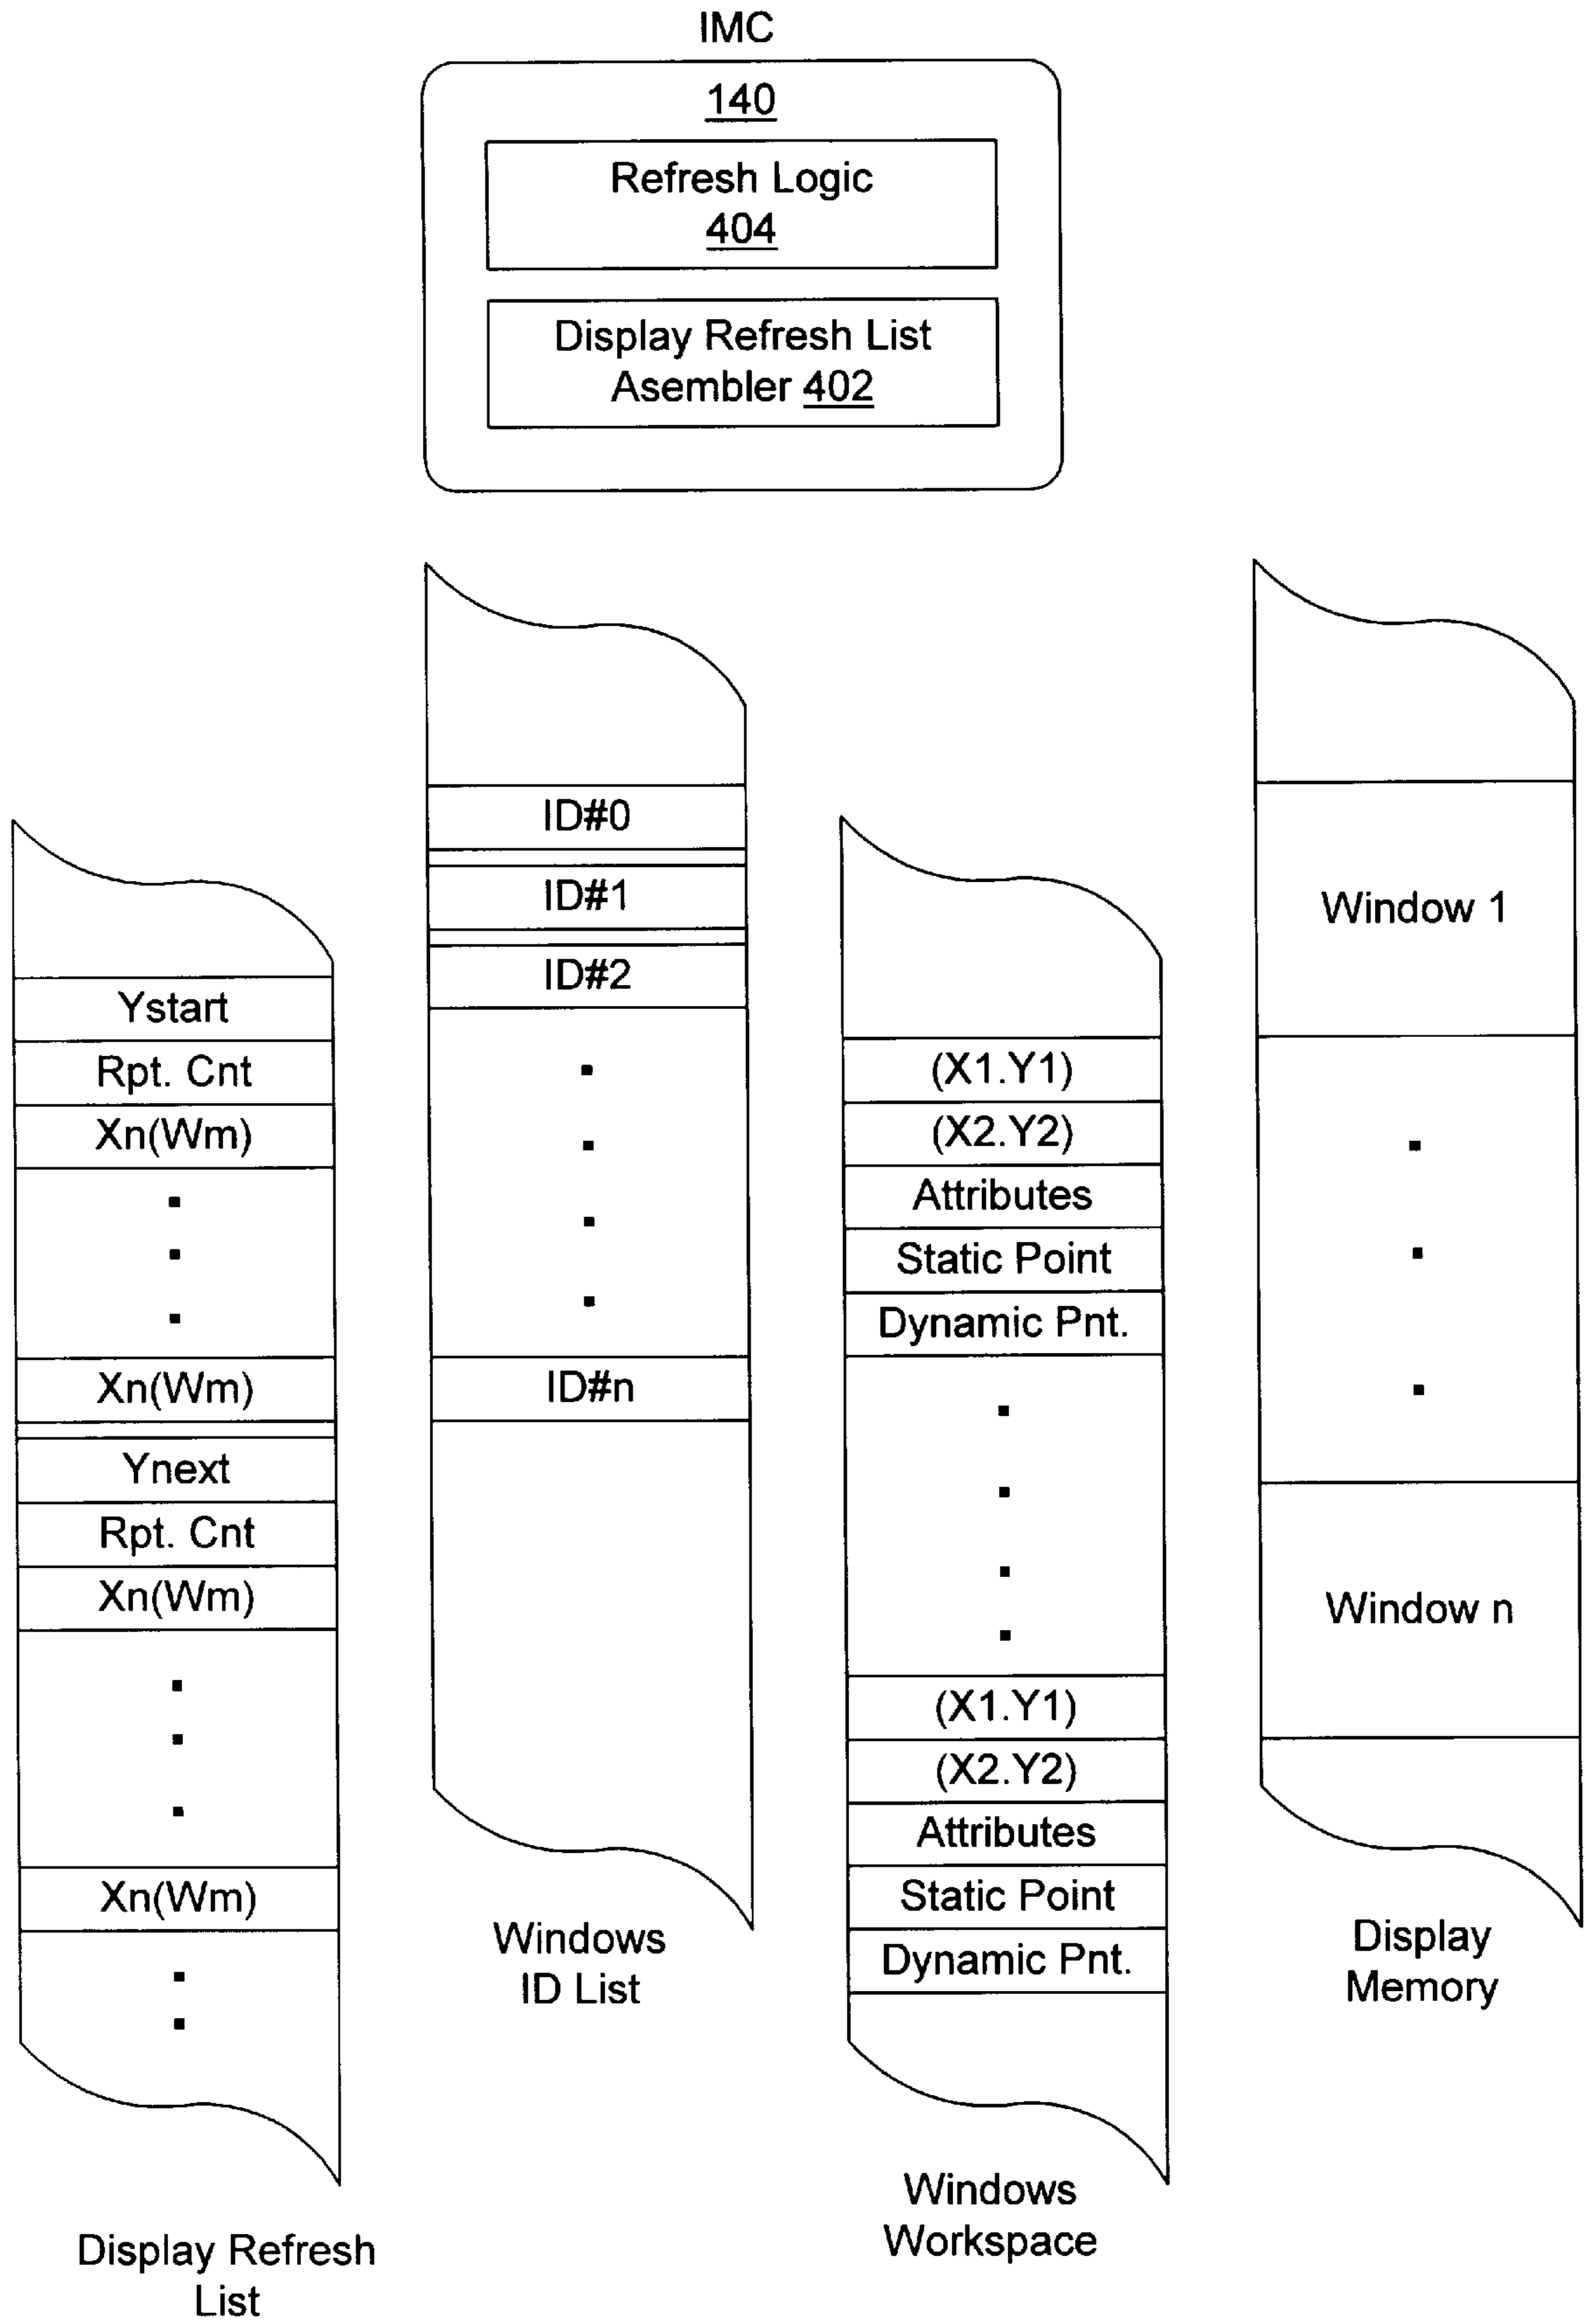 IMC
140
Refresh Logic
404
Display Refresh List
Asembler 402
Ystart
Rpt. Cnt
Xn(Wm)
Xn(Wm)
Ynext
Rpt. Cnt
Xn(Wm)
Xn(Wm)
Display Refresh
List
ID#0
ID#1
ID#2
ID#n
Windows
ID List
(X1.Y1)
(X2.Y2)
Attributes
Static Point
Dynamic Pnt.
(X1.Y1)
(X2.Y2)
Attributes
Static Point
Dynamic Pnt.
Windows
Workspace
Window 1
Window n
Display
Memory